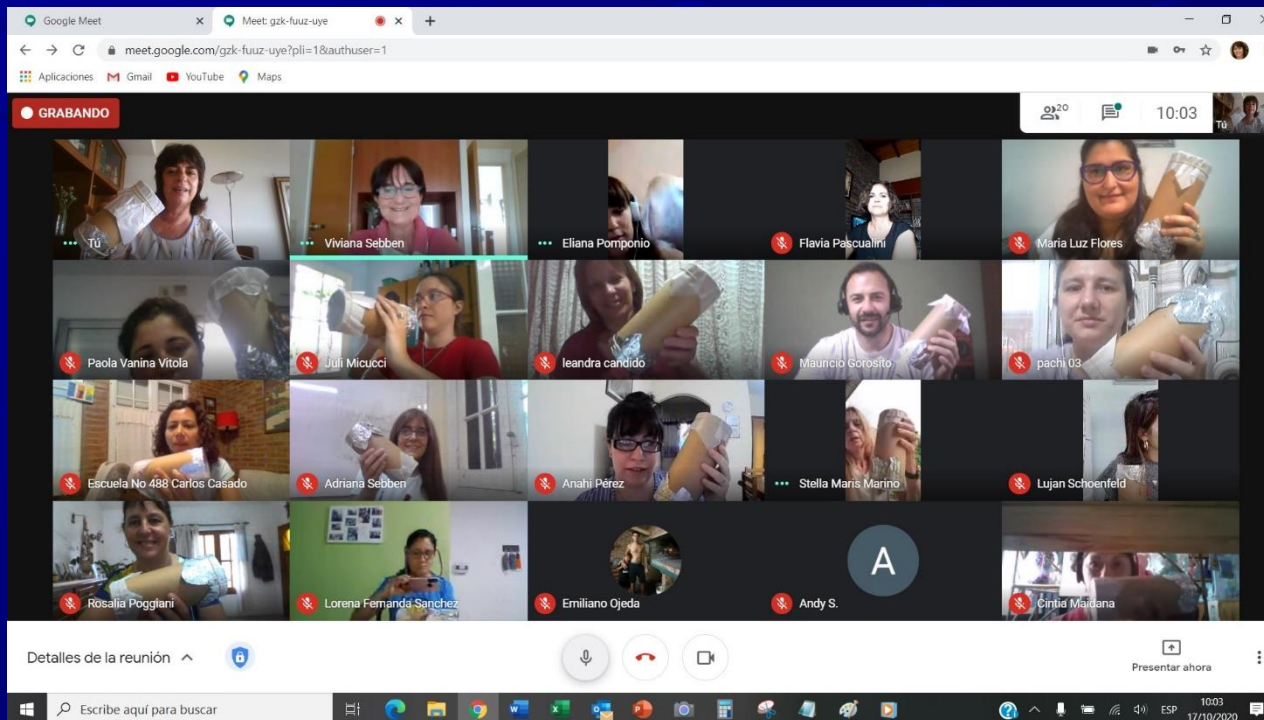 Google Meet
Meet: gzk-fuuz-uye
meet.google.com/gzk-fuuz-uye?pli=1&authuser=1
Aplicaciones Gmail YouTube Maps
GRABANDO
20
10:03
Tú
Tú
Viviana Sebben
Eliana Pomponio
Flavia Pascualini
Maria Luz Flores
Paola Vanina Vitola
Juli Micucci
leandra candido
Mauricio Gorosito
pachi 03
Escuela No 488 Carlos Casado
Adriana Sebben
Anahi Pérez
Stella Maris Marino
Lujan Schoenfeld
Rosalia Poggiani
Lorena Fernanda Sanchez
Emiliano Ojeda
A
Andy S.
Cintia Maidana
Detalles de la reunión
Presentar ahora
Escribe aquí para buscar
ESP
10:03
17/10/2020